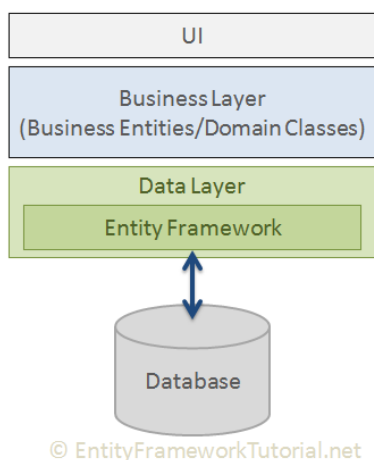 UI
Business Layer
(Business Entities/Domain Classes)
Data Layer
Entity Framework
Database
© EntityFrameworkTutorial.net